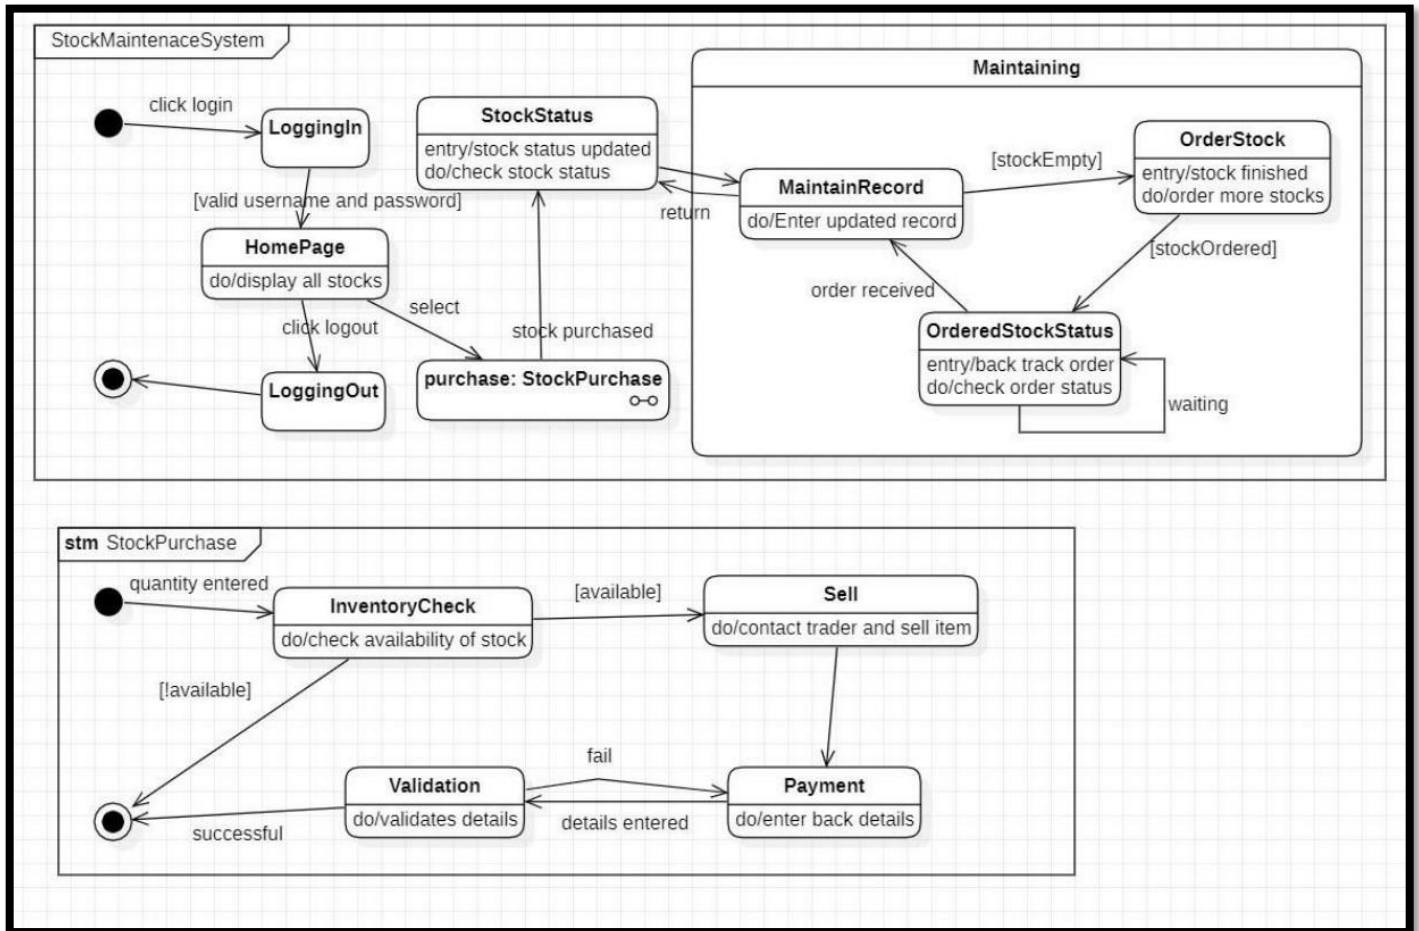 StockMaintenaceSystem
click login
LoggingIn
[valid username and password]
HomePage
do/display all stocks
click logout
LoggingOut
select
purchase: StockPurchase
stock purchased
StockStatus
entry/stock status updated
do/check stock status
return
Maintaining
MaintainRecord
do/Enter updated record
[stockEmpty]
OrderStock
entry/stock finished
do/order more stocks
[stockOrdered]
order received
OrderedStockStatus
entry/back track order
do/check order status
waiting
stm StockPurchase
quantity entered
InventoryCheck
do/check availability of stock
[available]
Sell
do/contact trader and sell item
[!available]
Validation
do/validates details
fail
Payment
do/enter back details
details entered
successful